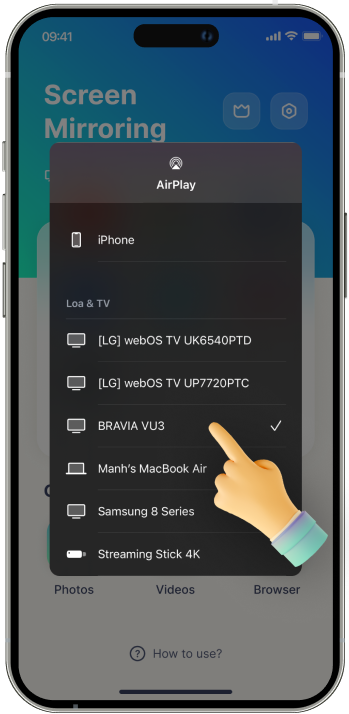 09:41
Screen
Mirroring
AirPlay
iPhone
Loa & TV
[LG] webOS TV UK6540PTD
[LG] webOS TV UP7720PTC
BRAVIA VU3
Manh's MacBook Air
Samsung 8 Series
Streaming Stick 4K
Photos
Videos
Browser
? How to use?